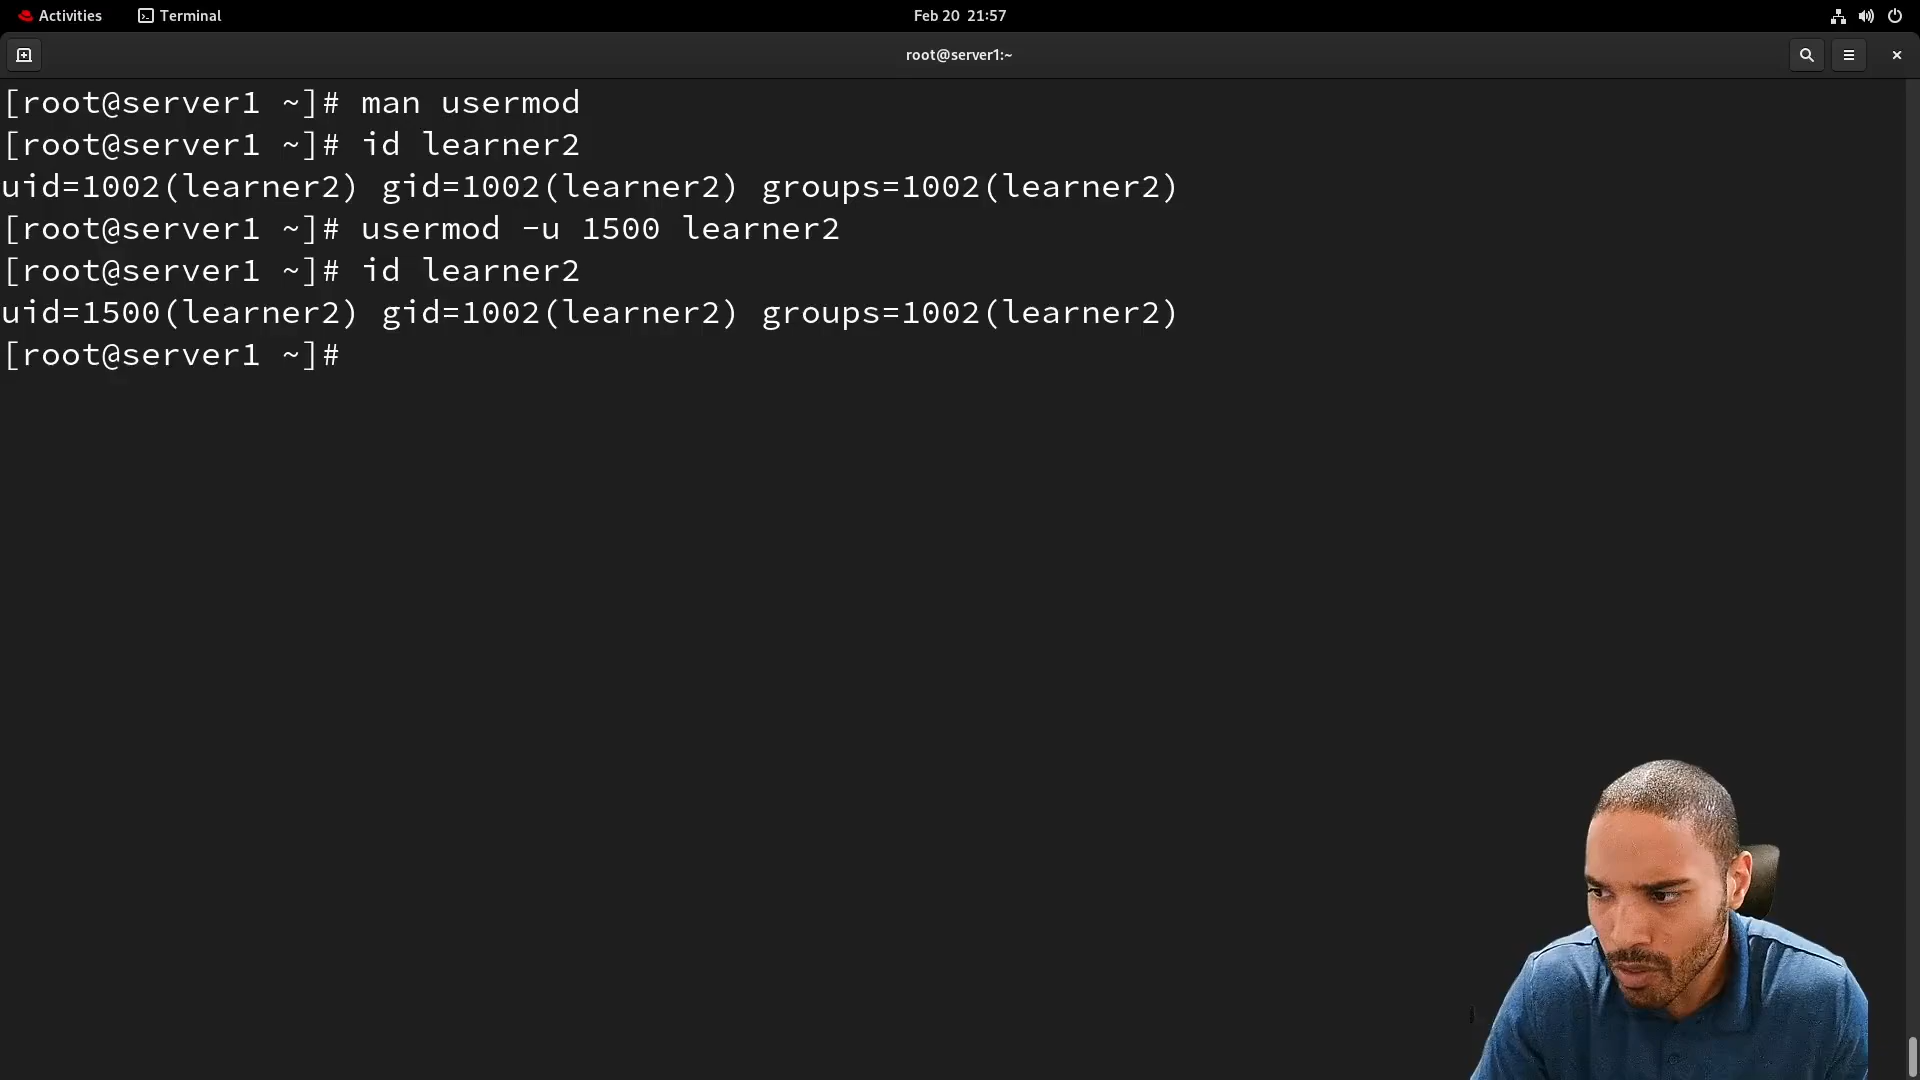 Activities Terminal Feb 20 21:57
root@server1:~
[root@server1 ~]# man usermod
[root@server1 ~]# id learner2
uid=1002(learner2) gid=1002(learner2) groups=1002(learner2)
[root@server1 ~]# usermod -u 1500 learner2
[root@server1 ~]# id learner2
uid=1500(learner2) gid=1002(learner2) groups=1002(learner2)
[root@server1 ~]#